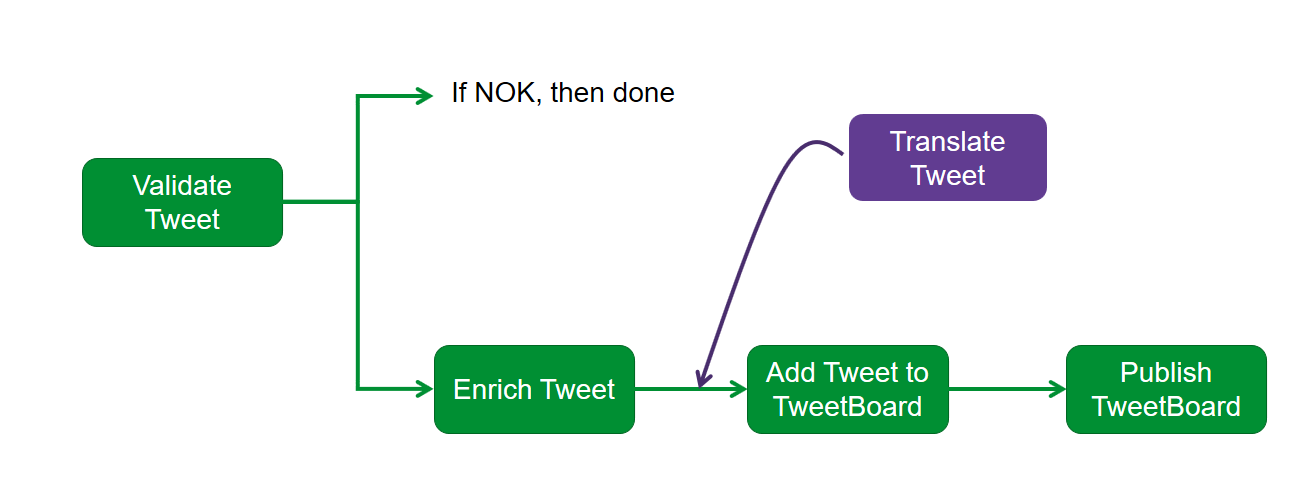 If NOK, then done
Translate
Tweet
Validate
Tweet
Enrich Tweet
Add Tweet to
TweetBoard
Publish
TweetBoard